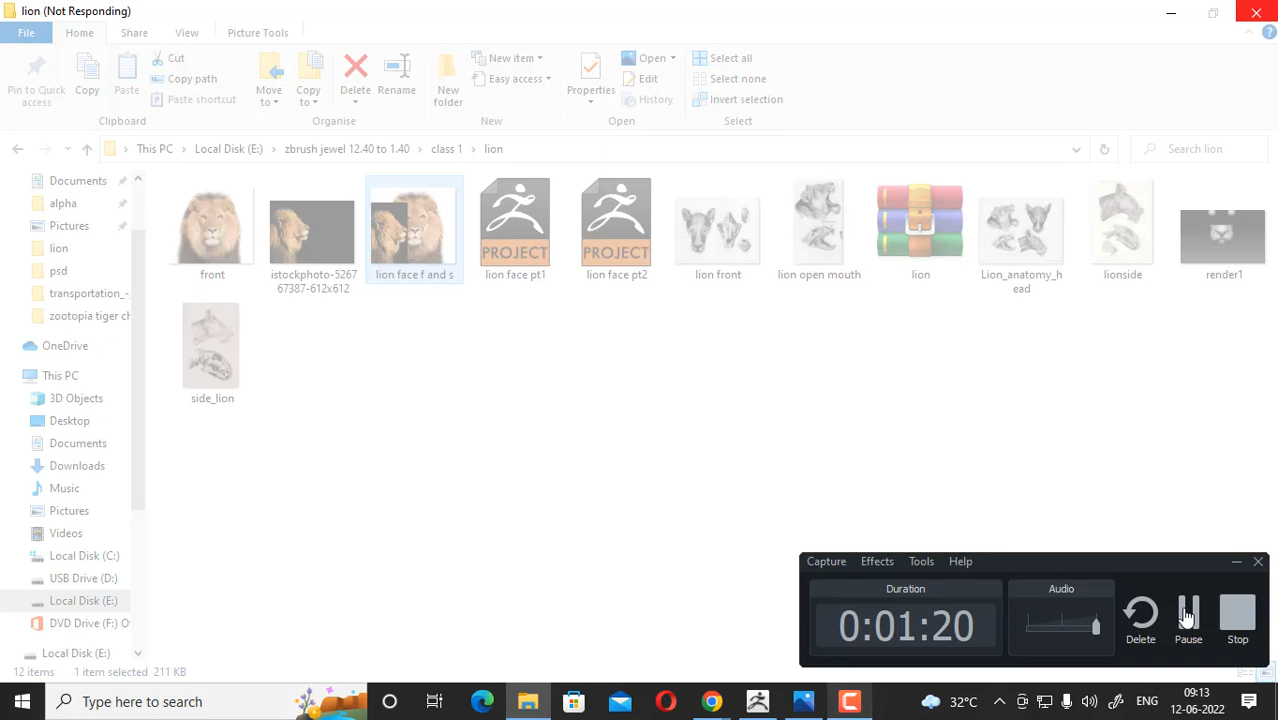 lion (Not Responding)
File Home Share View Picture Tools
Pin to Quick access
Copy
Paste
Cut
Copy path
Paste shortcut
Clipboard
Move to
Copy to
Delete
Rename
Organise
New folder
New item
Easy access
New
Properties
Open
Edit
History
Open
Select all
Select none
Invert selection
Select
This PC > Local Disk (E:) > zbrush jewel 12.40 to 1.40 > class 1 > lion
Search lion
Documents
alpha
Pictures
lion
psd
transportation_-
zootopia tiger ch
OneDrive
This PC
3D Objects
Desktop
Documents
Downloads
Music
Pictures
Videos
Local Disk (C:)
USB Drive (D:)
Local Disk (E:)
DVD Drive (F:) O
Local Disk (E:)
front
istockphoto-5267
67387-612x612
lion face f and s
PROJECT
lion face pt1
PROJECT
lion face pt2
lion front
lion open mouth
lion
Lion_anatomy_h
ead
lionside
render1
side_lion
Capture Effects Tools Help
Duration
0:01:20
Audio
Delete
Pause
Stop
12 items 1 item selected 211 KB
Type here to search
32°C
ENG
09:13
12-06-2022